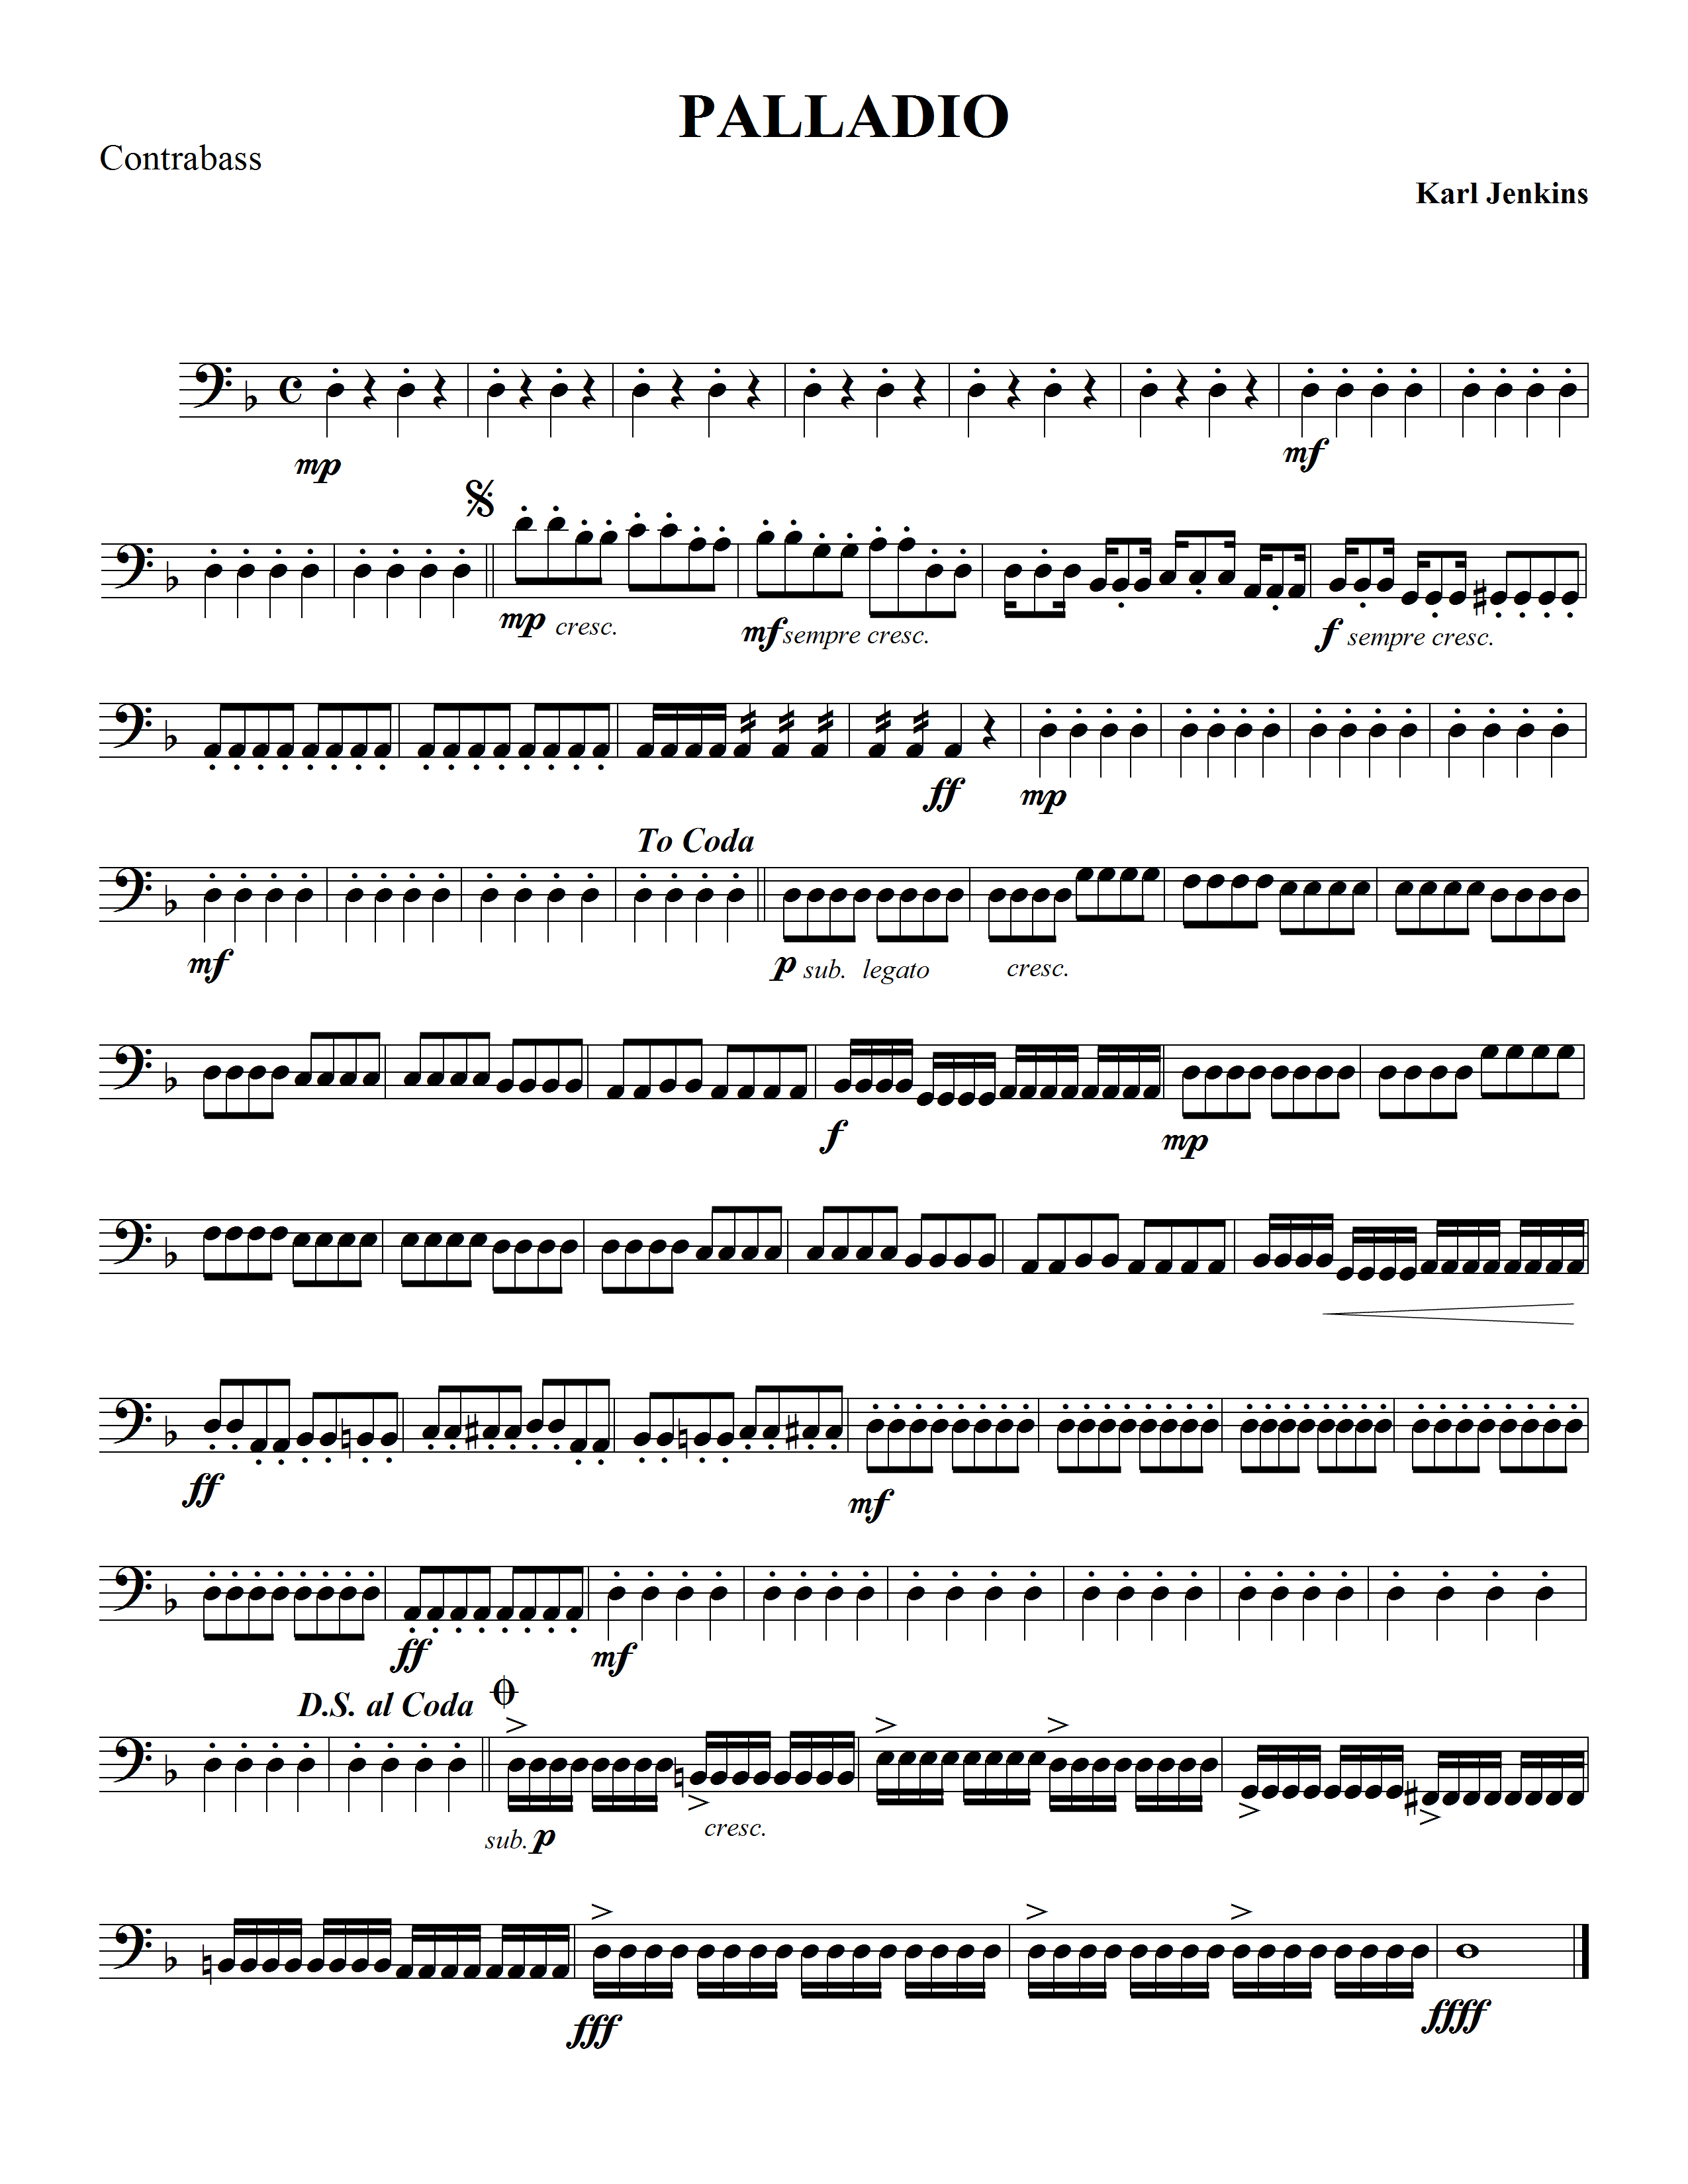 PALLADIO
Contrabass
Karl Jenkins
mp mf
mp cresc. mf sempre cresc. f sempre cresc.
ff mp
To Coda
mf p sub. legato cresc.
f mp
ff mf
ff mf
D.S. al Coda
sub. p cresc.
fff ffff